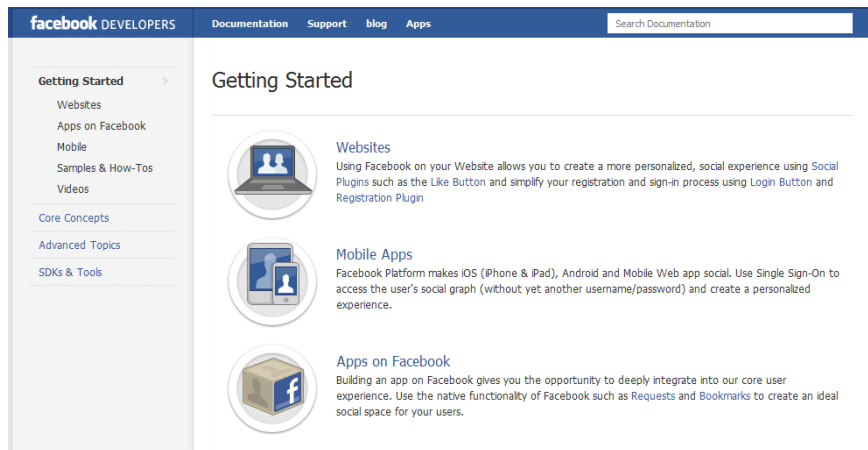 facebook DEVELOPERS Documentation Support blog Apps Search Documentation
Getting Started
Websites
Apps on Facebook
Mobile
Samples & How-Tos
Videos
Core Concepts
Advanced Topics
SDKs & Tools
Getting Started
Websites
Using Facebook on your Website allows you to create a more personalized, social experience using Social
Plugins such as the Like Button and simplify your registration and sign-in process using Login Button and
Registration Plugin
Mobile Apps
Facebook Platform makes iOS (iPhone & iPad), Android and Mobile Web app social. Use Single Sign-On to
access the user's social graph (without yet another username/password) and create a personalized
experience.
Apps on Facebook
Building an app on Facebook gives you the opportunity to deeply integrate into our core user
experience. Use the native functionality of Facebook such as Requests and Bookmarks to create an ideal
social space for your users.